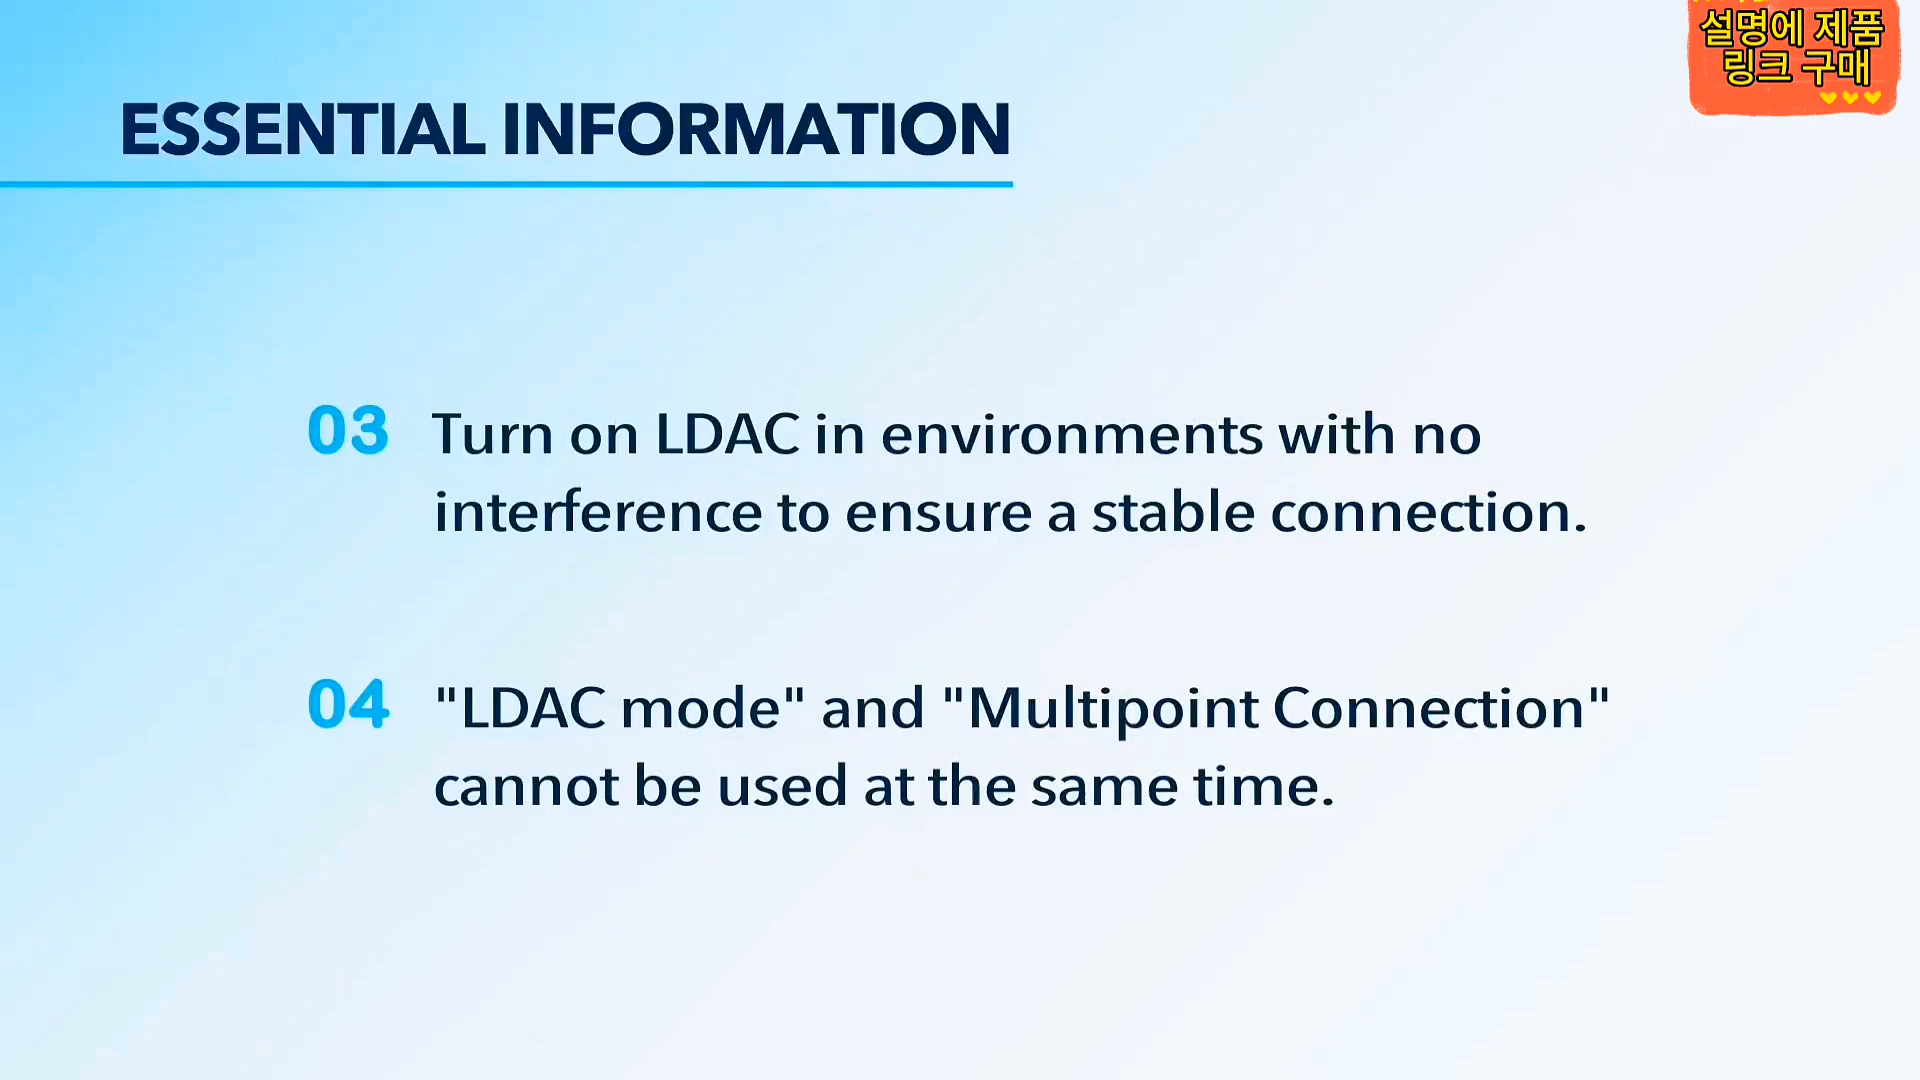 설명에 제품
링크 구매
ESSENTIAL INFORMATION
03 Turn on LDAC in environments with no
interference to ensure a stable connection.
04 "LDAC mode" and "Multipoint Connection"
cannot be used at the same time.